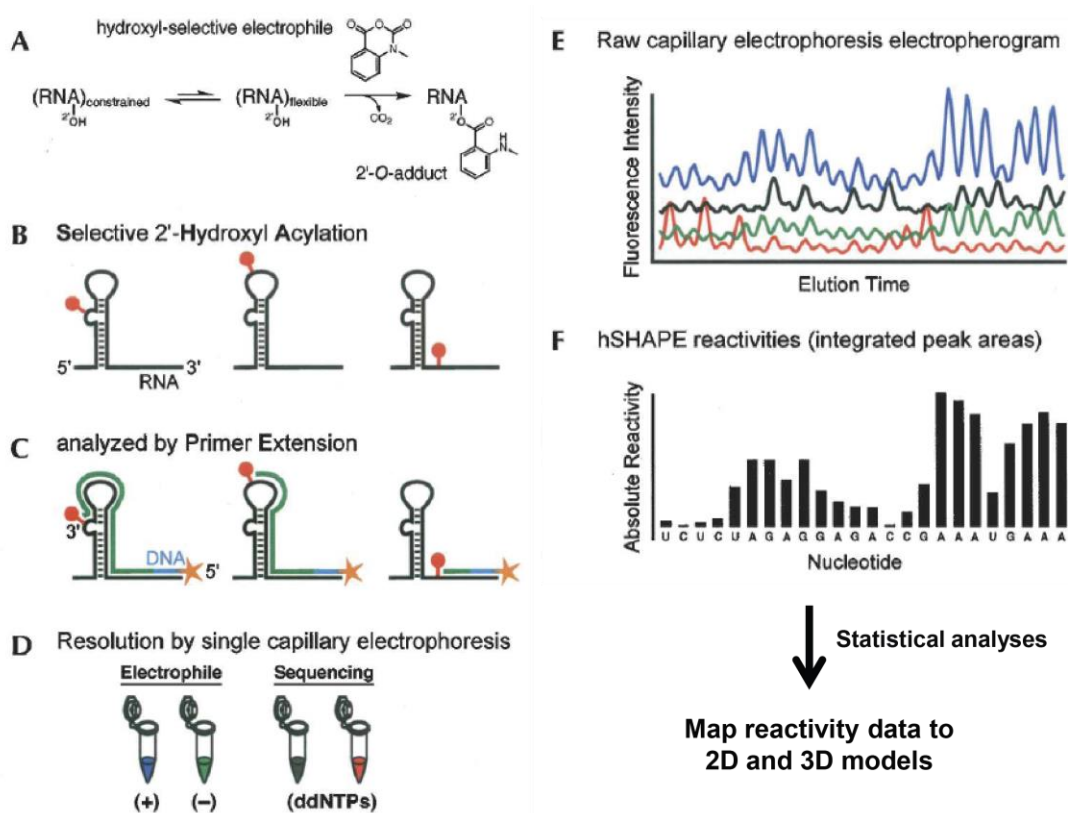 A
hydroxyl-selective electrophile
O O O
N
(RNA)constrained
2'OH
(RNA)flexible
2'OH
CO2
RNA
2'O O
H
N
2'-O-adduct
B Selective 2'-Hydroxyl Acylation
5' 3'
RNA
C analyzed by Primer Extension
3'
DNA
5'
D Resolution by single capillary electrophoresis
Electrophile Sequencing
(+) (−) (ddNTPs)
E Raw capillary electrophoresis electropherogram
Fluorescence Intensity
Elution Time
F hSHAPE reactivities (integrated peak areas)
Absolute Reactivity
U C U C U A G A G G A G A C C G A A A U G A A A
Nucleotide
Statistical analyses
Map reactivity data to
2D and 3D models